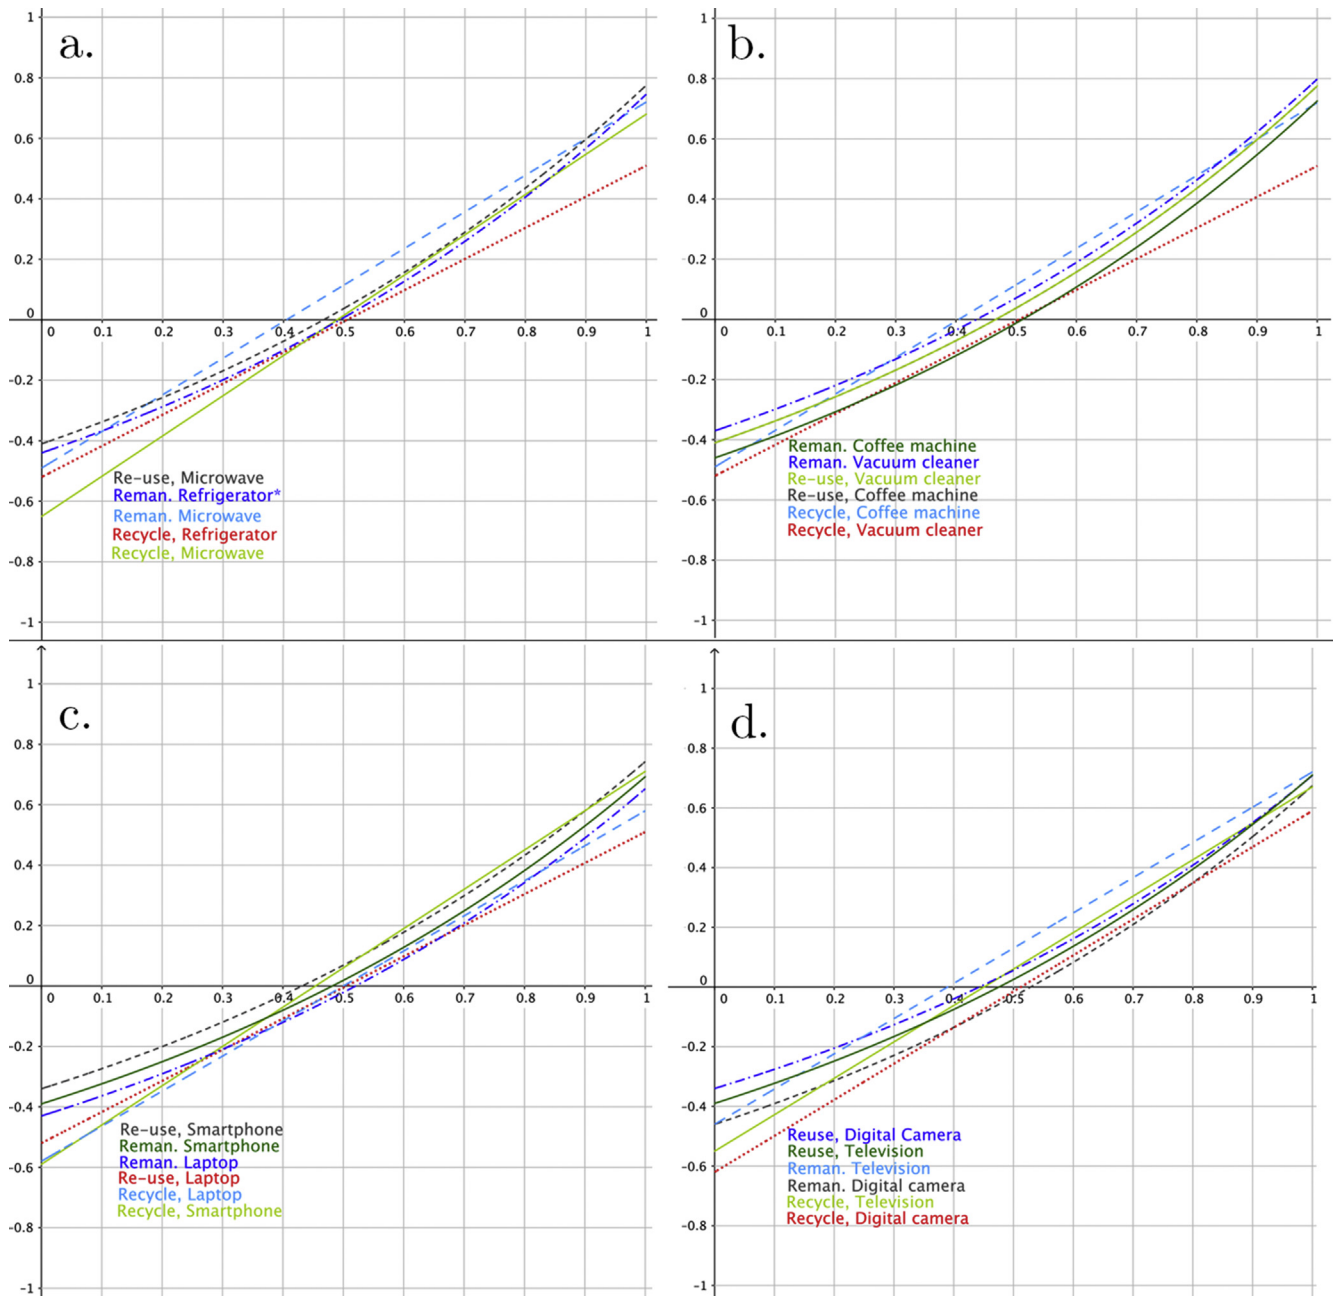 a.
1
0.8
0.6
0.4
0.2
0
0 0.1 0.2 0.3 0.4 0.5 0.6 0.7 0.8 0.9 1
-0.2
-0.4
-0.6
-0.8
-1
Re-use, Microwave
Reman. Refrigerator*
Reman. Microwave
Recycle, Refrigerator
Recycle, Microwave
b.
1
0.8
0.6
0.4
0.2
0
0 0.1 0.2 0.3 0.4 0.5 0.6 0.7 0.8 0.9 1
-0.2
-0.4
-0.6
-0.8
-1
Reman. Coffee machine
Reman. Vacuum cleaner
Re-use, Vacuum cleaner
Re-use, Coffee machine
Recycle, Coffee machine
Recycle, Vacuum cleaner
c.
1
0.8
0.6
0.4
0.2
0
0 0.1 0.2 0.3 0.4 0.5 0.6 0.7 0.8 0.9 1
-0.2
-0.4
-0.6
-0.8
-1
Re-use, Smartphone
Reman. Smartphone
Reman. Laptop
Re-use, Laptop
Recycle, Laptop
Recycle, Smartphone
d.
1
0.8
0.6
0.4
0.2
0
0 0.1 0.2 0.3 0.4 0.5 0.6 0.7 0.8 0.9 1
-0.2
-0.4
-0.6
-0.8
-1
Reuse, Digital Camera
Reuse, Television
Reman. Television
Reman. Digital camera
Recycle, Television
Recycle, Digital camera